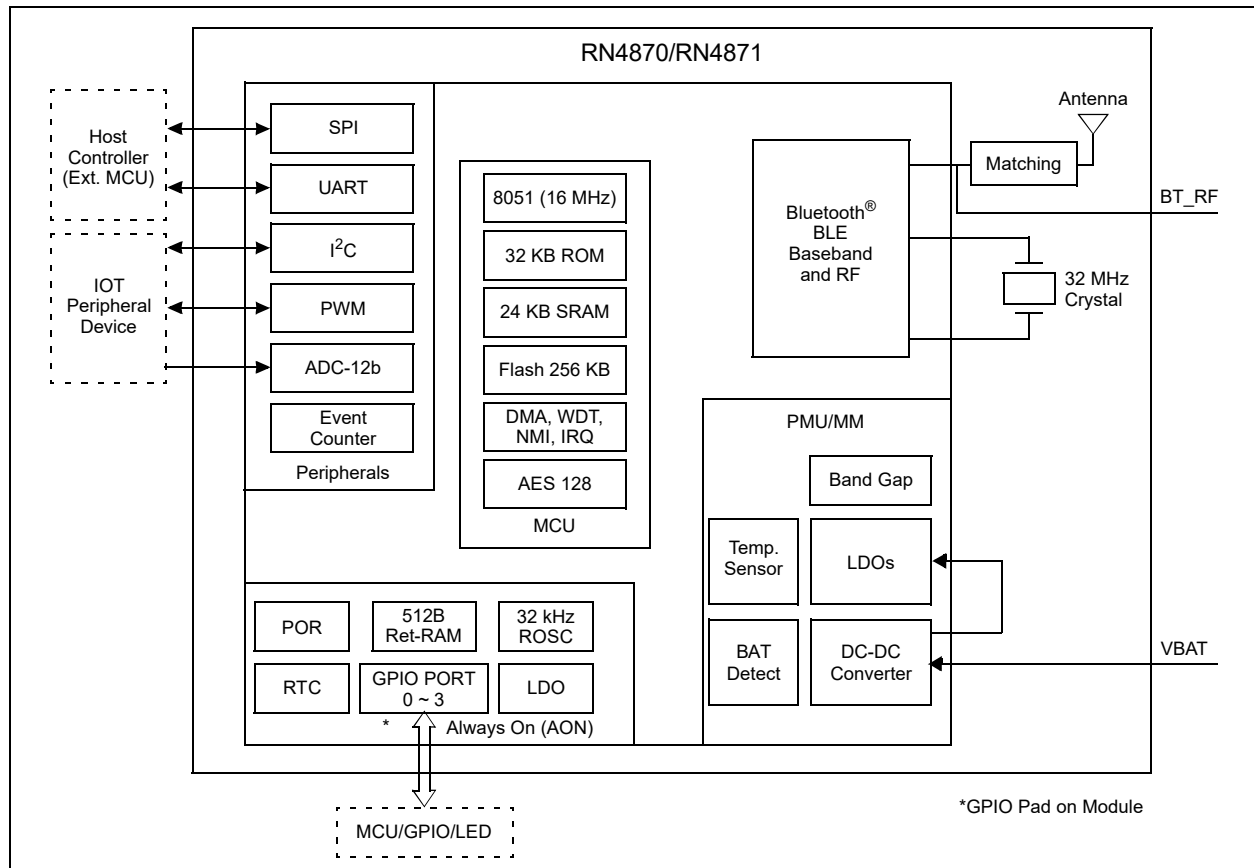 RN4870/RN4871
Host
Controller
(Ext. MCU)
IOT
Peripheral
Device
SPI
UART
I²C
PWM
ADC-12b
Event
Counter
Peripherals
8051 (16 MHz)
32 KB ROM
24 KB SRAM
Flash 256 KB
DMA, WDT,
NMI, IRQ
AES 128
MCU
Bluetooth®
BLE
Baseband
and RF
Antenna
Matching
BT_RF
32 MHz
Crystal
PMU/MM
Band Gap
Temp.
Sensor
LDOs
BAT
Detect
DC-DC
Converter
VBAT
POR
512B
Ret-RAM
32 kHz
ROSC
RTC
GPIO PORT
0 ~ 3
LDO
*
Always On (AON)
MCU/GPIO/LED
*GPIO Pad on Module